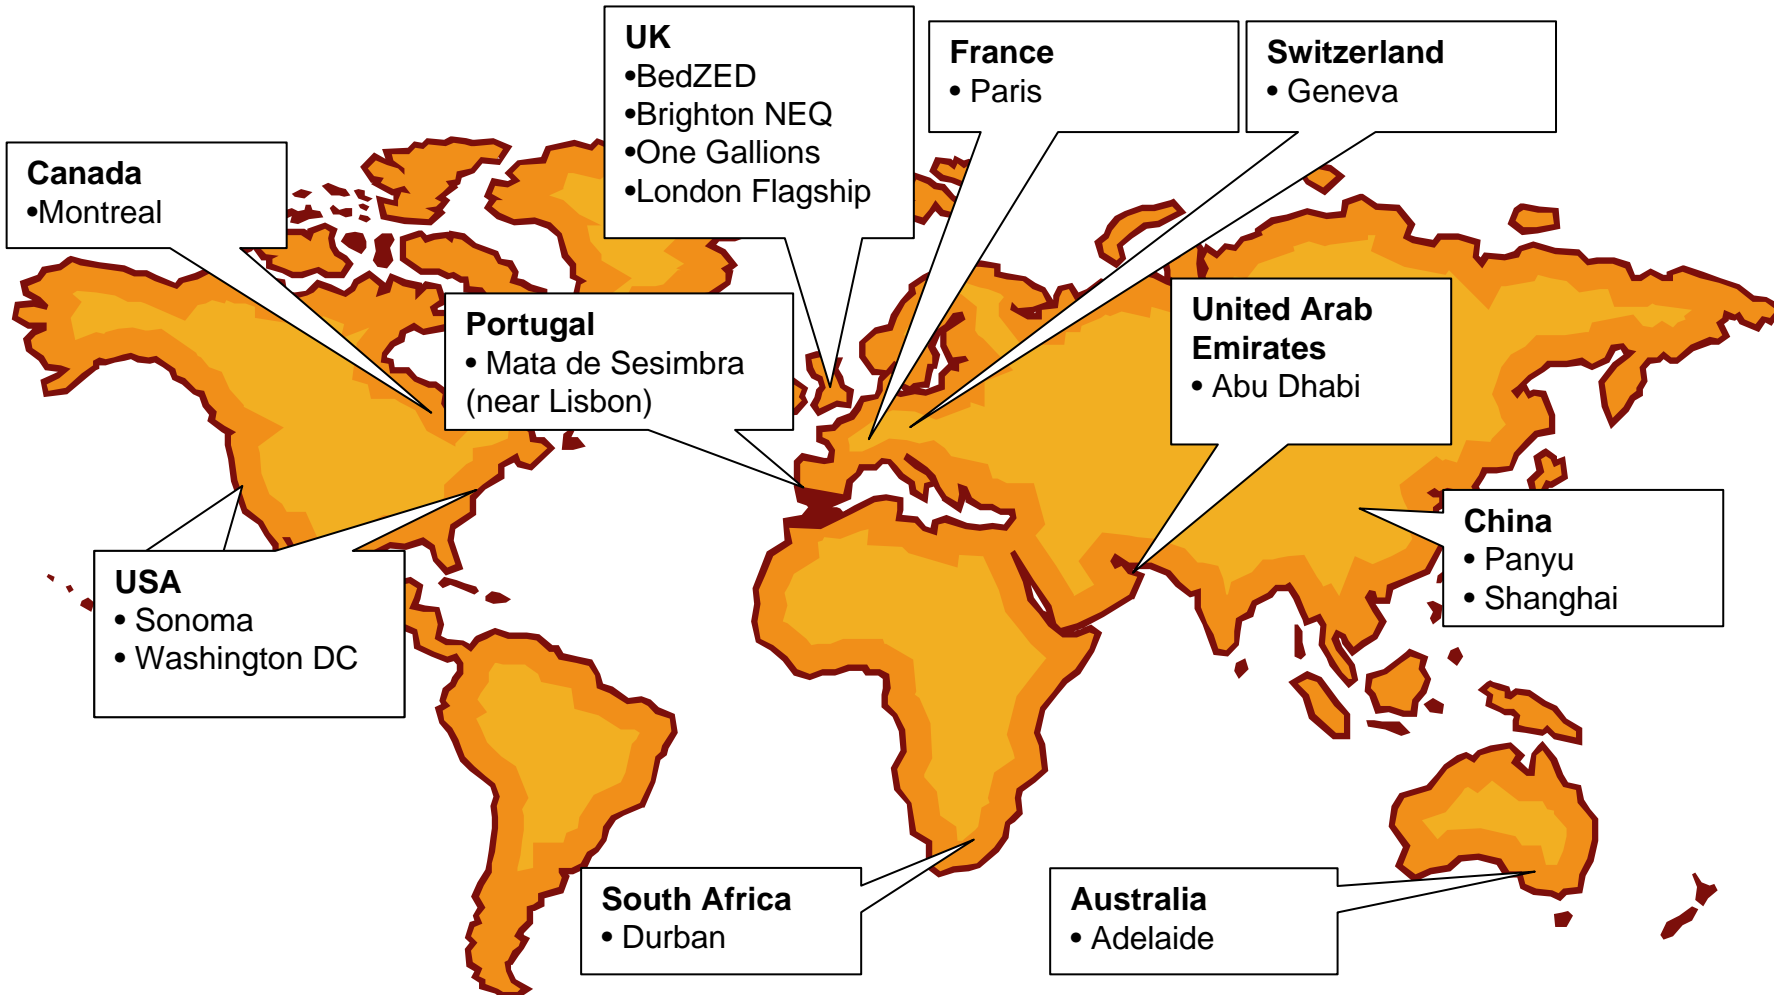 UK
•BedZED
•Brighton NEQ
•One Gallions
•London Flagship
France
• Paris
Switzerland
• Geneva
Canada
•Montreal
Portugal
• Mata de Sesimbra
(near Lisbon)
United Arab
Emirates
• Abu Dhabi
USA
• Sonoma
• Washington DC
China
• Panyu
• Shanghai
South Africa
• Durban
Australia
• Adelaide